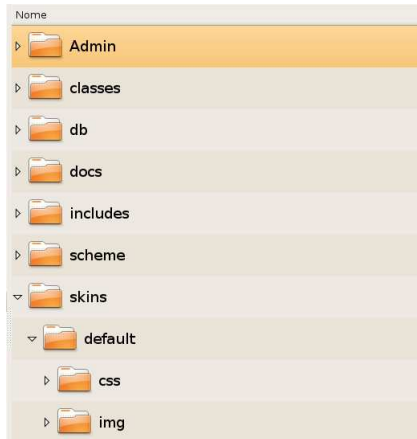 Nome
Admin
classes
db
docs
includes
scheme
skins
default
css
img